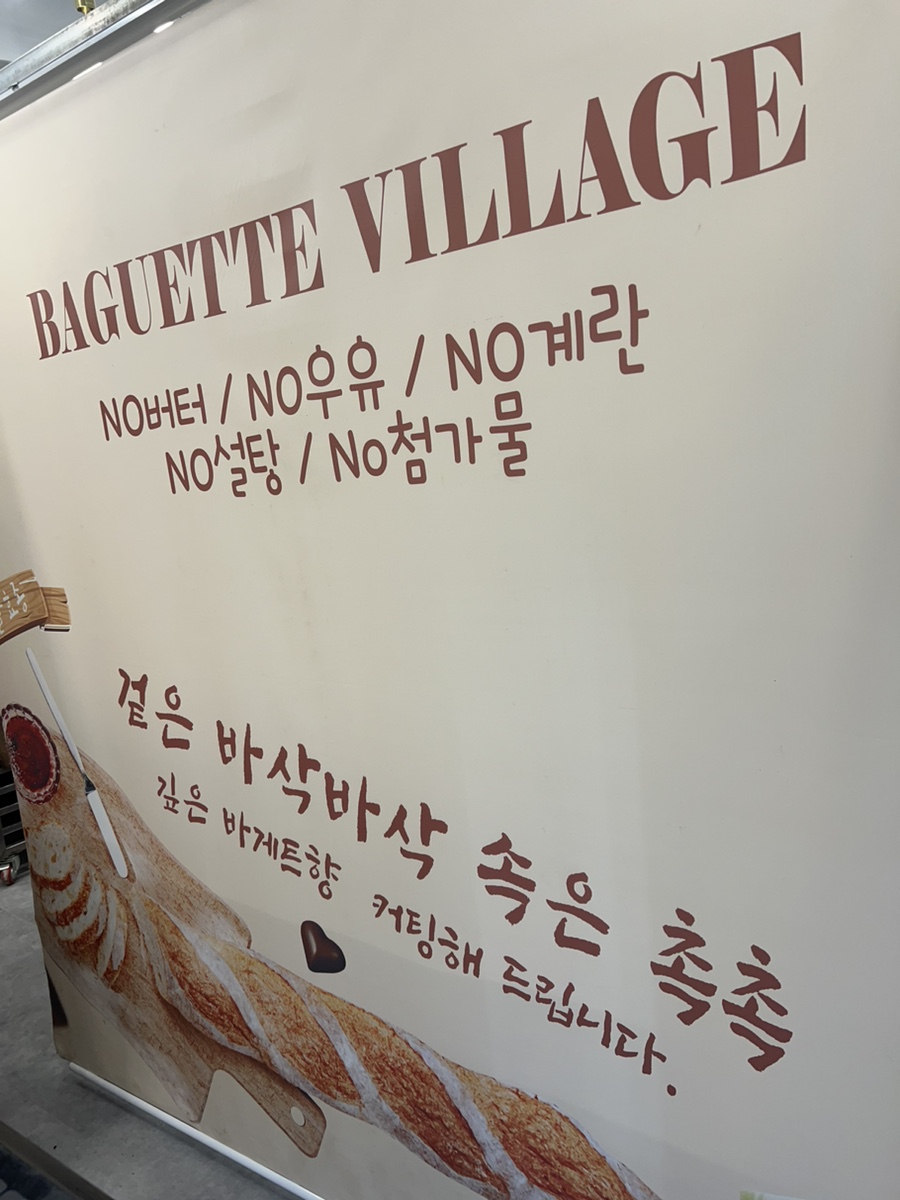 BAGUETTE VILLAGE
NO버터 / NO우유 / NO계란
NO설탕 / No첨가물
겉은 바삭바삭 속은 촉촉
깊은 바게트향 커팅해 드립니다.